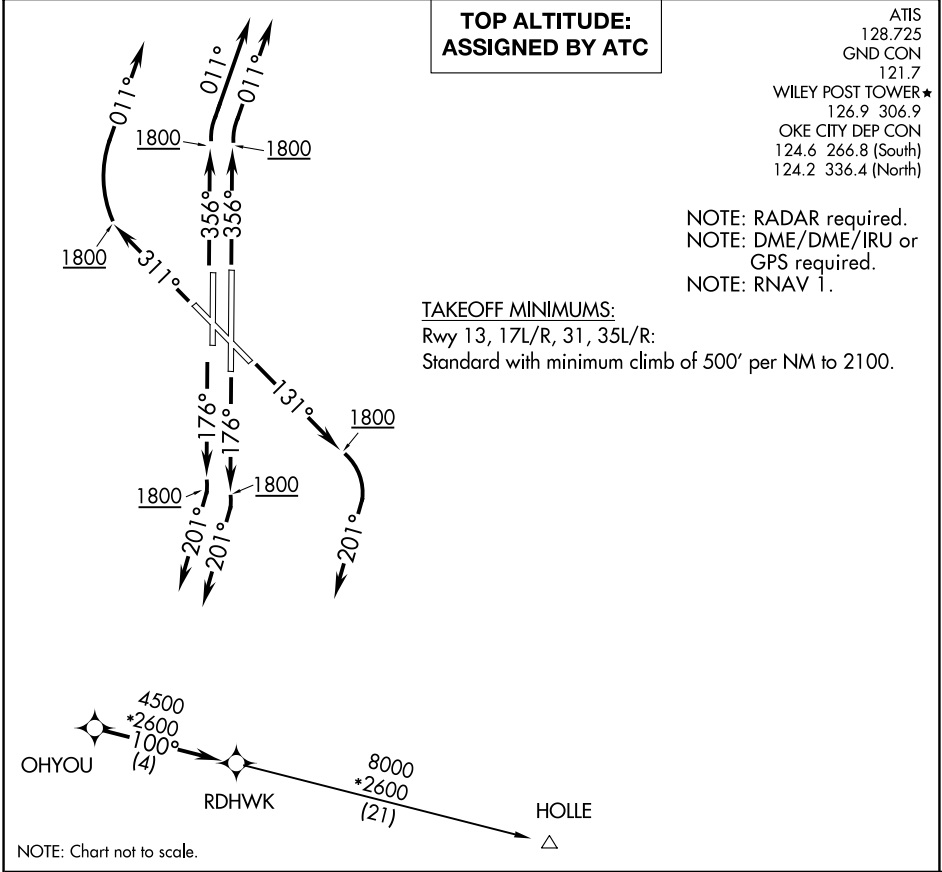 TOP ALTITUDE:
ASSIGNED BY ATC
ATIS
128.725
GND CON
121.7
WILEY POST TOWER★
126.9 306.9
OKE CITY DEP CON
124.6 266.8 (South)
124.2 336.4 (North)
NOTE: RADAR required.
NOTE: DME/DME/IRU or
GPS required.
NOTE: RNAV 1.
TAKEOFF MINIMUMS:
Rwy 13, 17L/R, 31, 35L/R:
Standard with minimum climb of 500' per NM to 2100.
011°
011°
011°
1800
1800
356°
356°
1800
311°
131°
1800
176°
176°
1800
1800
201°
201°
201°
4500
*2600
100°
(4)
OHYOU
RDHWK
8000
*2600
(21)
HOLLE
NOTE: Chart not to scale.